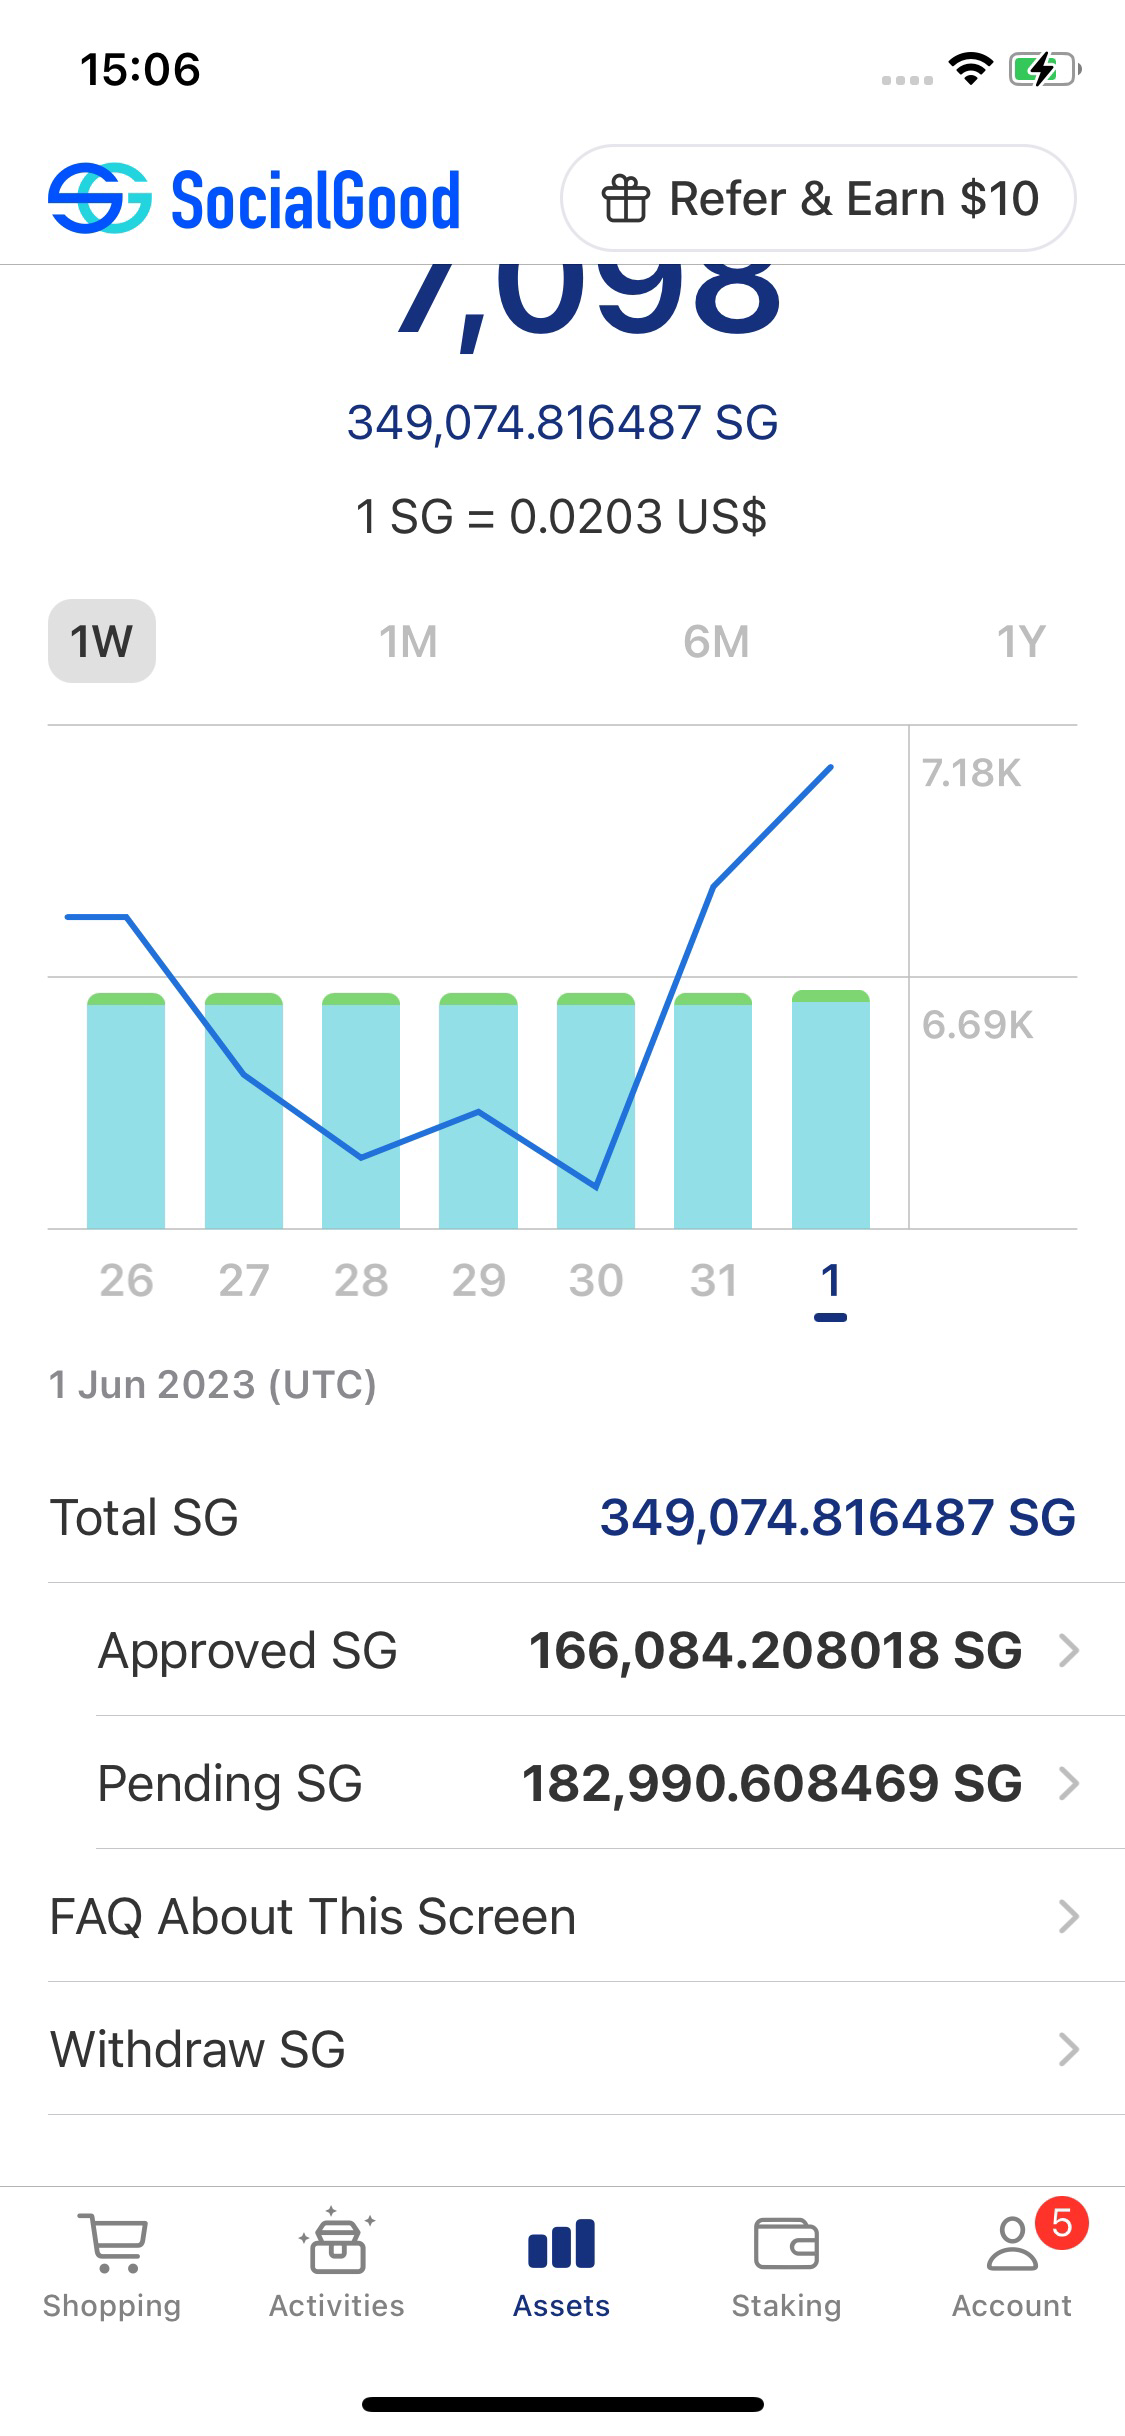 15:06
SocialGood
Refer & Earn $10
7,098
349,074.816487 SG
1 SG = 0.0203 US$
1W 1M 6M 1Y
7.18K
6.69K
26 27 28 29 30 31 1
1 Jun 2023 (UTC)
Total SG 349,074.816487 SG
Approved SG 166,084.208018 SG
Pending SG 182,990.608469 SG
FAQ About This Screen
Withdraw SG
5
Shopping Activities Assets Staking Account